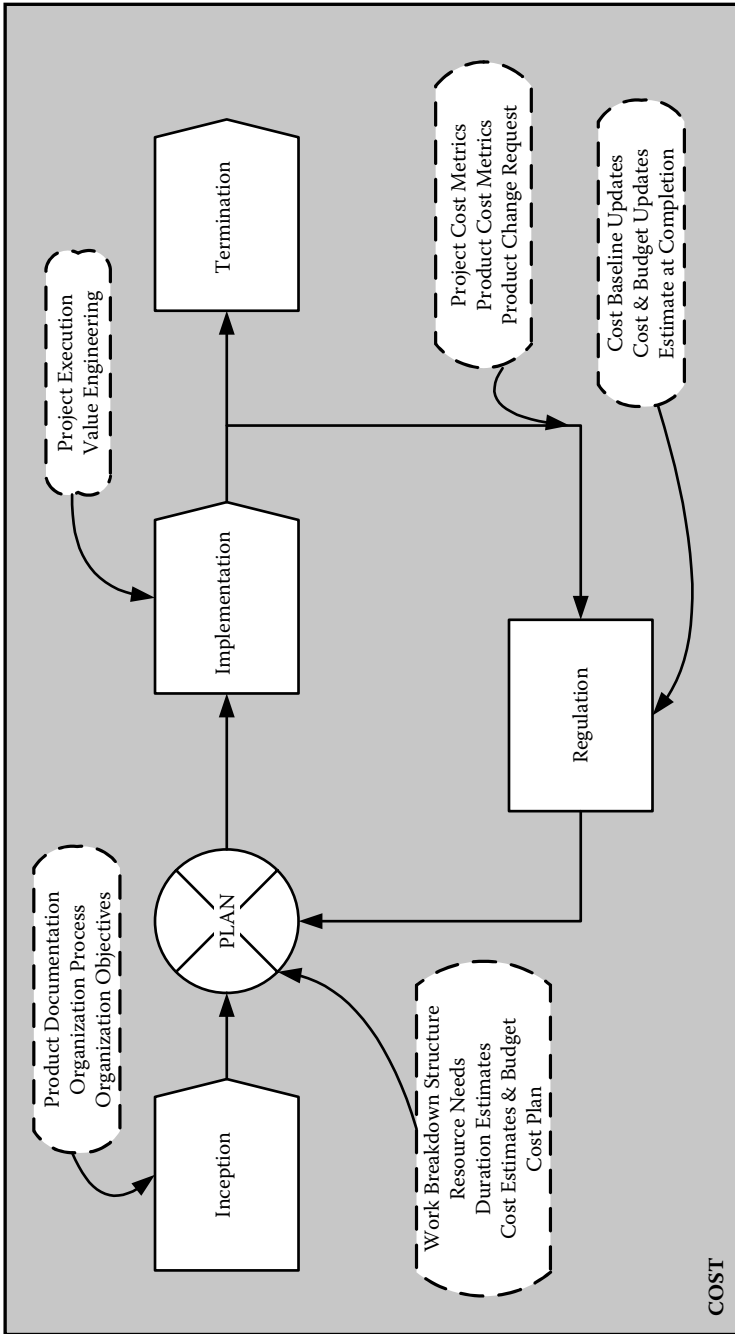 Product Documentation
Organization Process
Organization Objectives
Project Execution
Value Engineering
Inception
PLAN
Implementation
Termination
Work Breakdown Structure
Resource Needs
Duration Estimates
Cost Estimates & Budget
Cost Plan
Regulation
Project Cost Metrics
Product Cost Metrics
Product Change Request
Cost Baseline Updates
Cost & Budget Updates
Estimate at Completion
COST